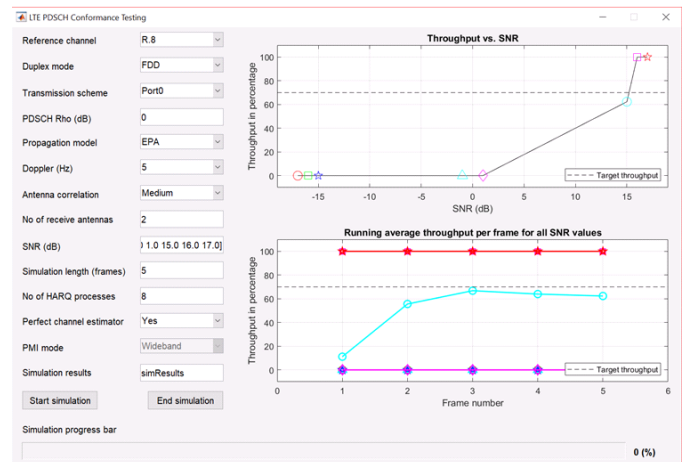 LTE PDSCH Conformance Testing
Reference channel R.8
Duplex mode FDD
Transmission scheme Port0
PDSCH Rho (dB) 0
Propagation model EPA
Doppler (Hz) 5
Antenna correlation Medium
No of receive antennas 2
SNR (dB) 1.0 15.0 16.0 17.0]
Simulation length (frames) 5
No of HARQ processes 8
Perfect channel estimator Yes
PMI mode Wideband
Simulation results simResults
Start simulation End simulation
Simulation progress bar
0 (%)
Throughput vs. SNR
Throughput in percentage
100
80
60
40
20
0
-15 -10 -5 0 5 10 15
SNR (dB)
Target throughput
Running average throughput per frame for all SNR values
Throughput in percentage
100
80
60
40
20
0
0 1 2 3 4 5 6
Frame number
Target throughput